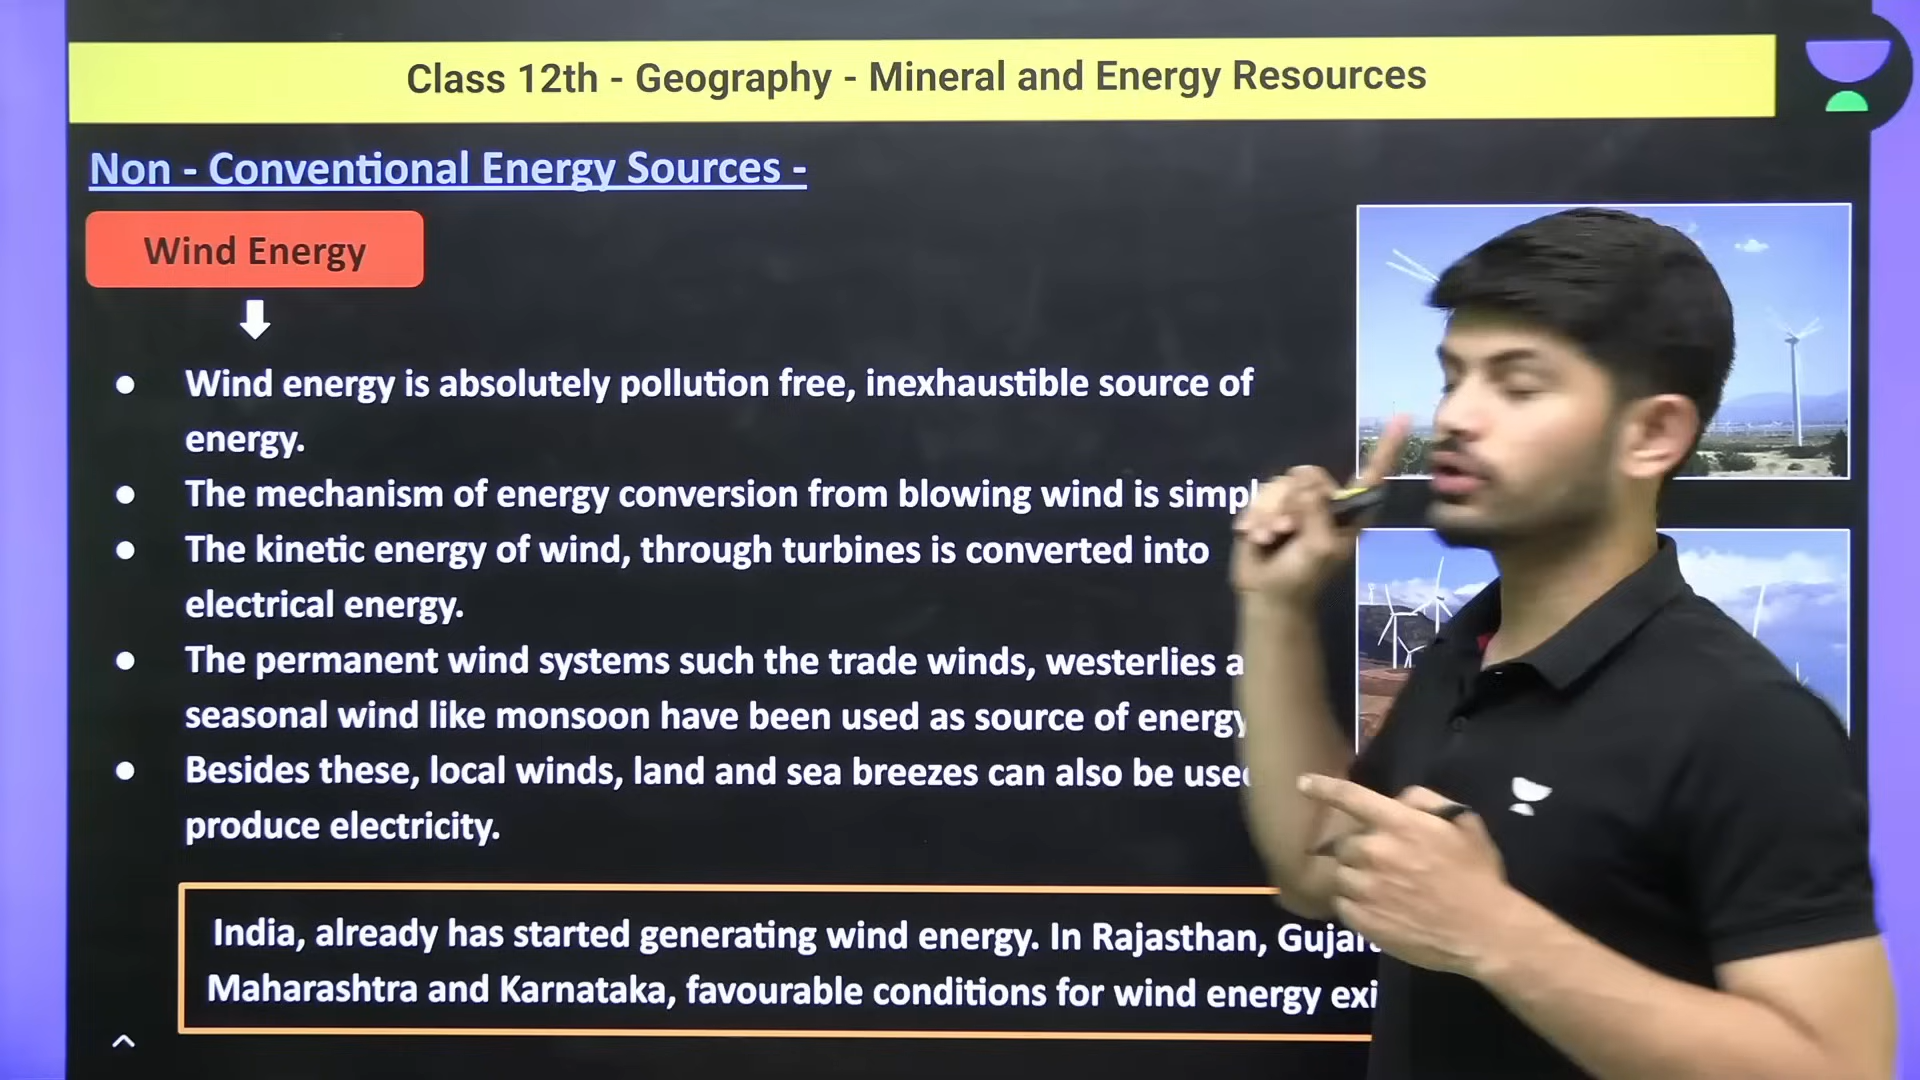 Class 12th - Geography - Mineral and Energy Resources
Non - Conventional Energy Sources -
Wind Energy
● Wind energy is absolutely pollution free, inexhaustible source of
energy.
● The mechanism of energy conversion from blowing wind is
● The kinetic energy of wind, through turbines is converted into
electrical energy.
● The permanent wind systems such the trade winds, westerlies
seasonal wind like monsoon have been used as source of energy
● Besides these, local winds, land and sea breezes can also be
produce electricity.
India, already has started generating wind energy. In Rajasthan,
Maharashtra and Karnataka, favourable conditions for wind energy